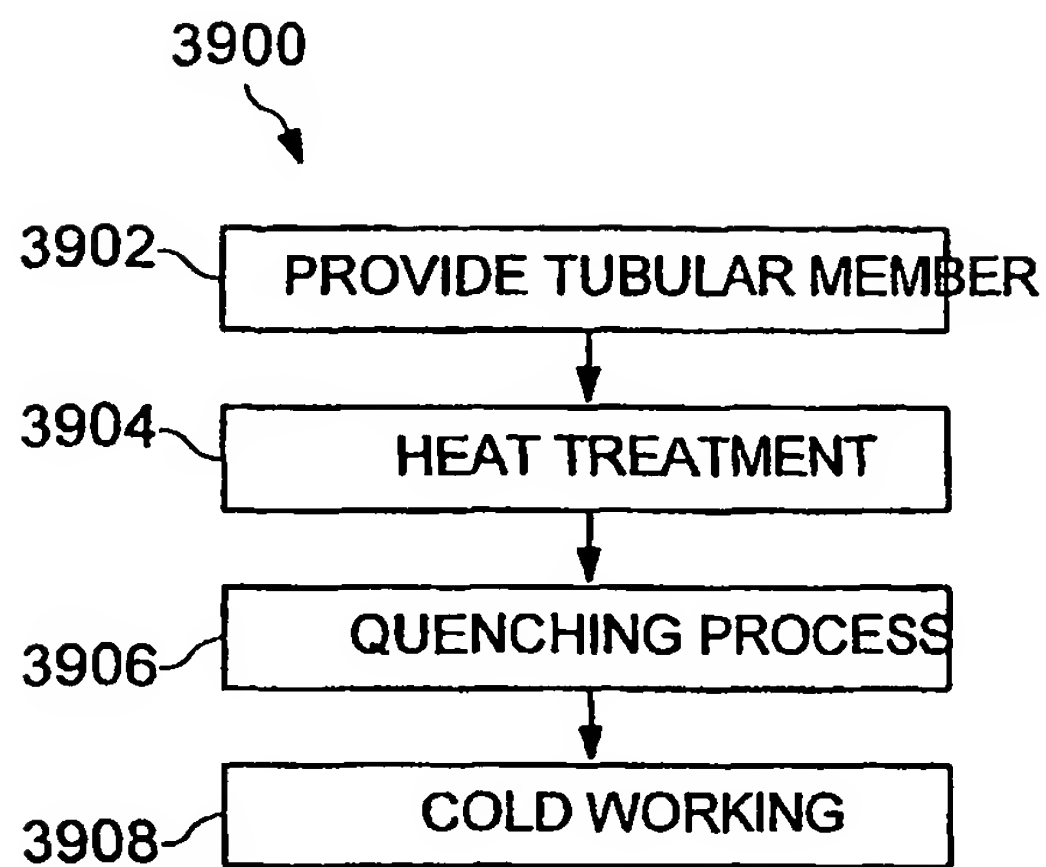 3900
3902 PROVIDE TUBULAR MEMBER
3904 HEAT TREATMENT
3906 QUENCHING PROCESS
3908 COLD WORKING